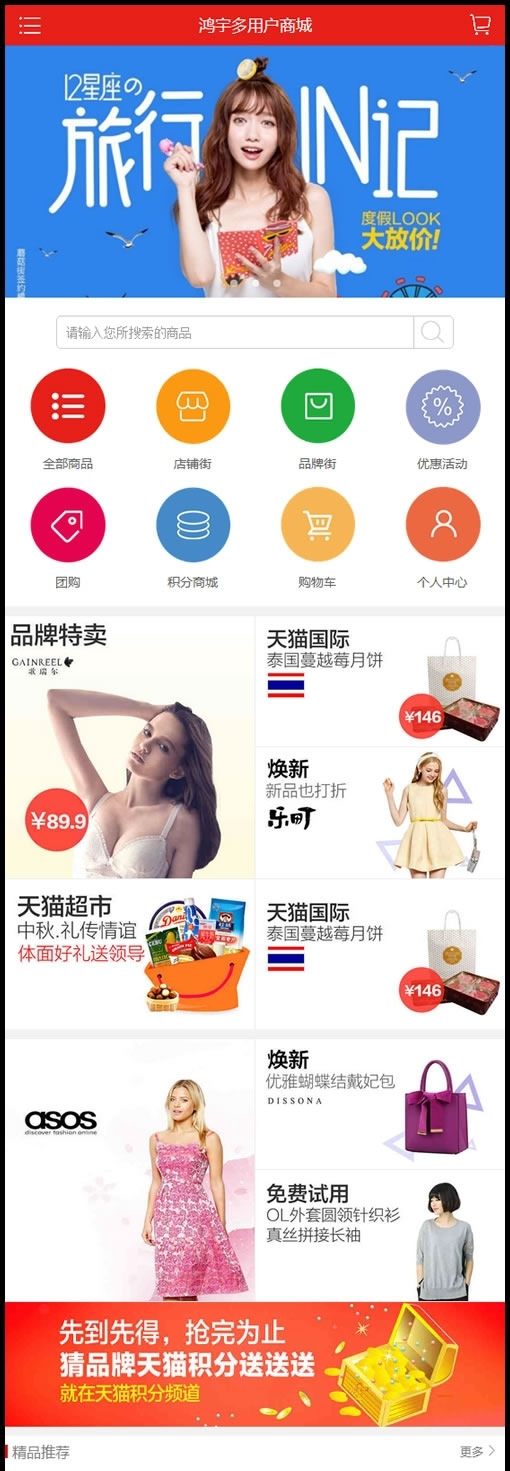 鸿宇多用户商城
12星座の
旅行IN记
度假LOOK
大放价!
请输入您所搜索的商品
全部商品
店铺街
品牌街
优惠活动
团购
积分商城
购物车
个人中心
品牌特卖
GAINREEL
歌瑞尔
¥89.9
天猫国际
泰国蔓越莓月饼
¥146
焕新
新品也打折
乐町
天猫超市
中秋.礼传情谊
体面好礼送领导
天猫国际
泰国蔓越莓月饼
¥146
asos
discover fashion online
焕新
优雅蝴蝶结戴妃包
DISSONA
免费试用
OL外套圆领针织衫
真丝拼接长袖
先到先得，抢完为止
猜品牌天猫积分送送送
就在天猫积分频道
精品推荐
更多